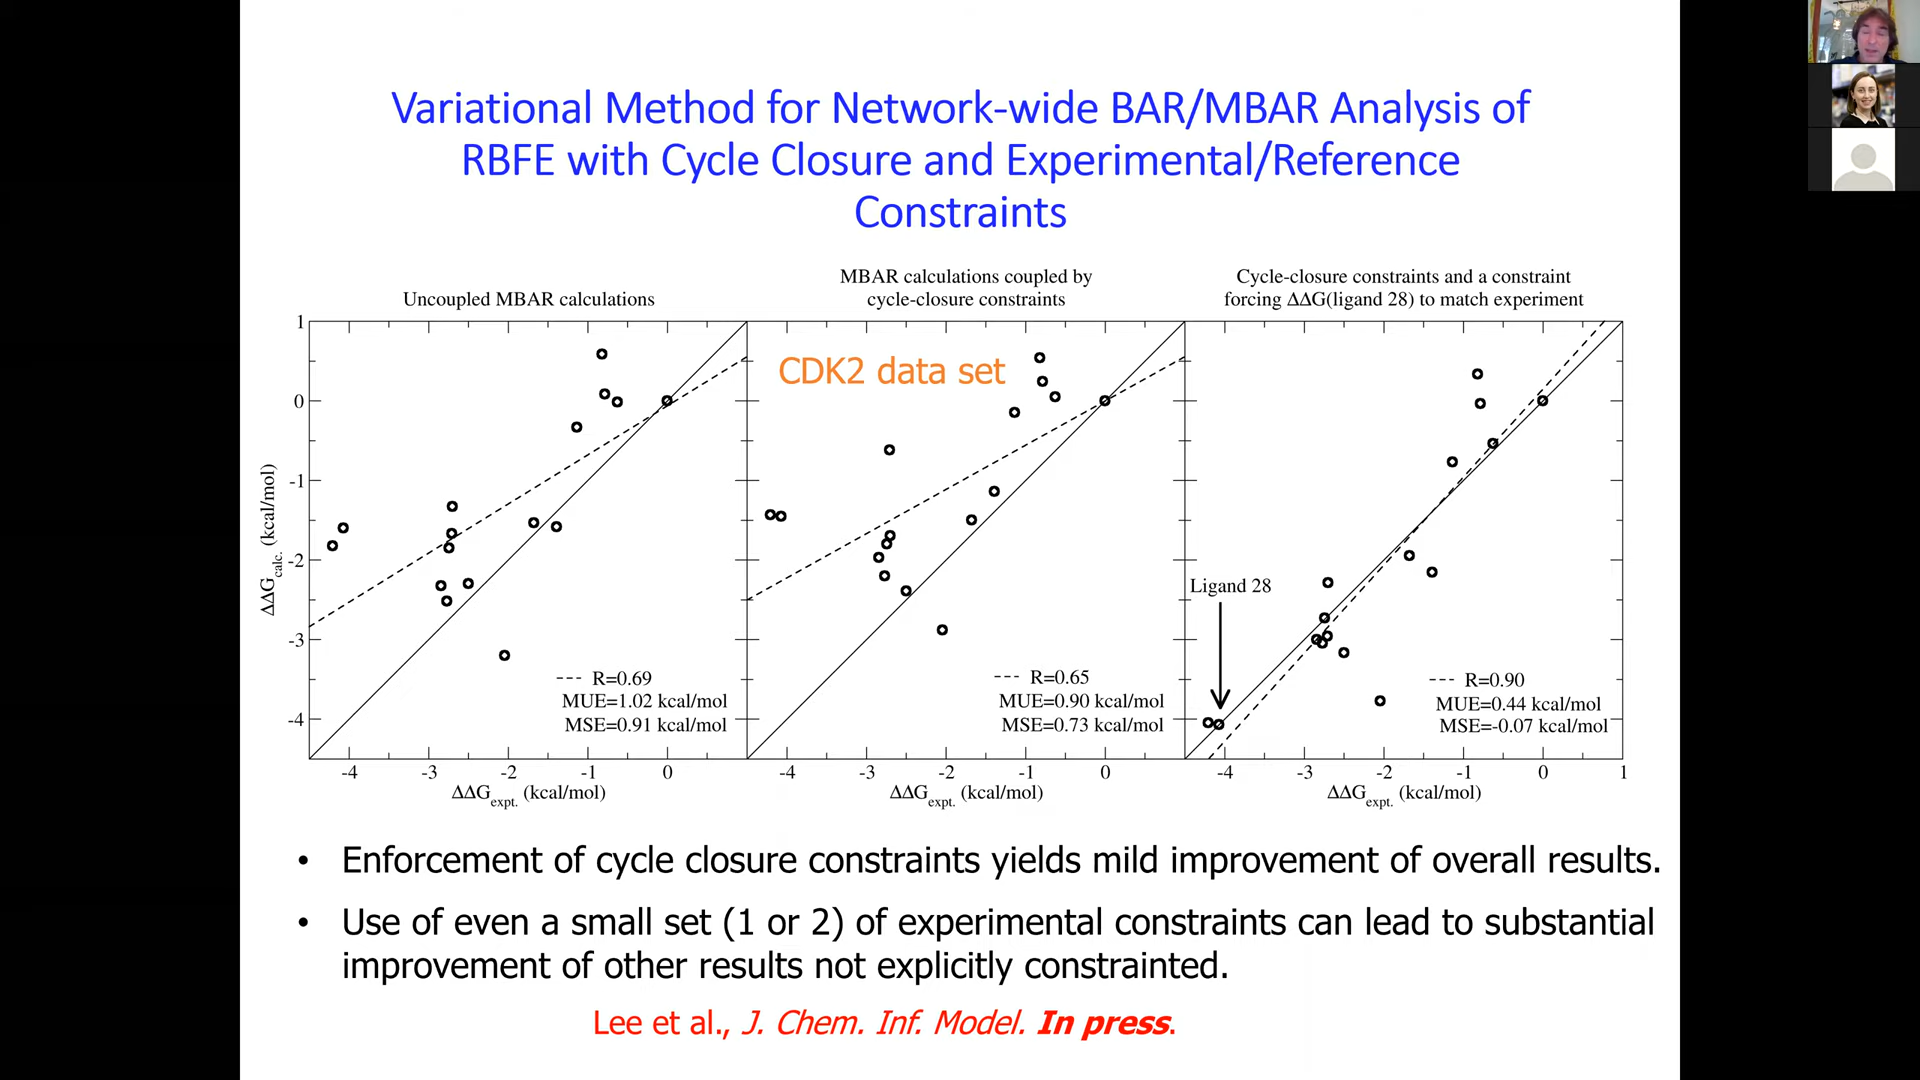 Variational Method for Network-wide BAR/MBAR Analysis of
RBFE with Cycle Closure and Experimental/Reference
Constraints
Uncoupled MBAR calculations
MBAR calculations coupled by
cycle-closure constraints
Cycle-closure constraints and a constraint
forcing ΔΔG(ligand 28) to match experiment
1
0
-1
-2
-3
-4
ΔΔGcalc. (kcal/mol)
R=0.69
MUE=1.02 kcal/mol
MSE=0.91 kcal/mol
-4 -3 -2 -1 0
ΔΔGexpt. (kcal/mol)
CDK2 data set
R=0.65
MUE=0.90 kcal/mol
MSE=0.73 kcal/mol
-4 -3 -2 -1 0
ΔΔGexpt. (kcal/mol)
Ligand 28
R=0.90
MUE=0.44 kcal/mol
MSE=-0.07 kcal/mol
-4 -3 -2 -1 0 1
ΔΔGexpt. (kcal/mol)
• Enforcement of cycle closure constraints yields mild improvement of overall results.
• Use of even a small set (1 or 2) of experimental constraints can lead to substantial
improvement of other results not explicitly constrainted.
Lee et al., J. Chem. Inf. Model. In press.